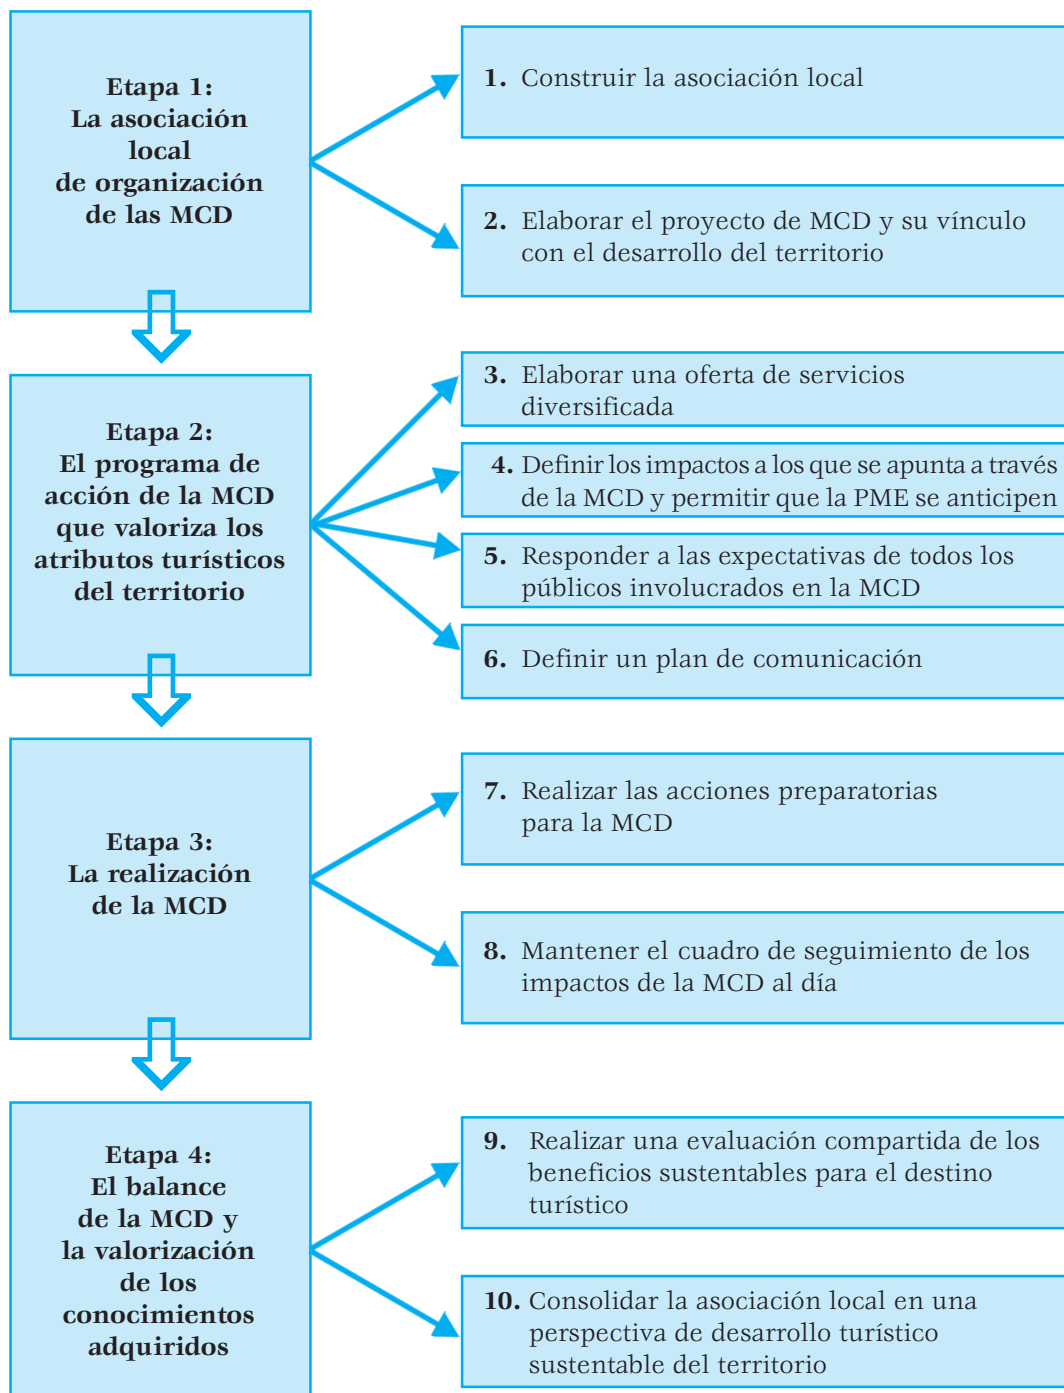 Etapa 1:
La asociación
local
de organización
de las MCD
1. Construir la asociación local
2. Elaborar el proyecto de MCD y su vínculo
con el desarrollo del territorio
Etapa 2:
El programa de
acción de la MCD
que valoriza los
atributos turísticos
del territorio
3. Elaborar una oferta de servicios
diversificada
4. Definir los impactos a los que se apunta a través
de la MCD y permitir que la PME se anticipen
5. Responder a las expectativas de todos los
públicos involucrados en la MCD
6. Definir un plan de comunicación
Etapa 3:
La realización
de la MCD
7. Realizar las acciones preparatorias
para la MCD
8. Mantener el cuadro de seguimiento de los
impactos de la MCD al día
Etapa 4:
El balance
de la MCD y
la valorización
de los
conocimientos
adquiridos
9. Realizar una evaluación compartida de los
beneficios sustentables para el destino
turístico
10. Consolidar la asociación local en una
perspectiva de desarrollo turístico
sustentable del territorio